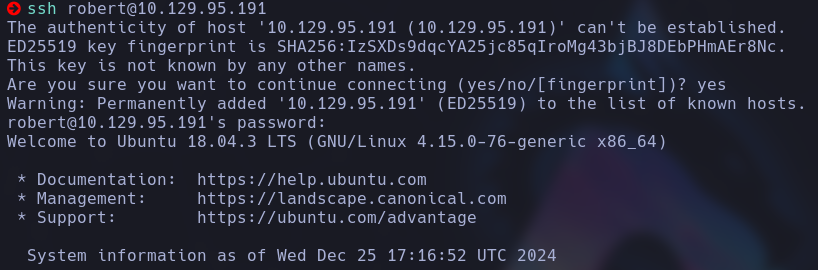 ssh robert@10.129.95.191
The authenticity of host '10.129.95.191 (10.129.95.191)' can't be established.
ED25519 key fingerprint is SHA256:IzSXDs9dqcYA25jc85qIroMg43bjBJ8DEbPHmAEr8Nc.
This key is not known by any other names.
Are you sure you want to continue connecting (yes/no/[fingerprint])? yes
Warning: Permanently added '10.129.95.191' (ED25519) to the list of known hosts.
robert@10.129.95.191's password:
Welcome to Ubuntu 18.04.3 LTS (GNU/Linux 4.15.0-76-generic x86_64)
* Documentation:  https://help.ubuntu.com
* Management:     https://landscape.canonical.com
* Support:        https://ubuntu.com/advantage
System information as of Wed Dec 25 17:16:52 UTC 2024